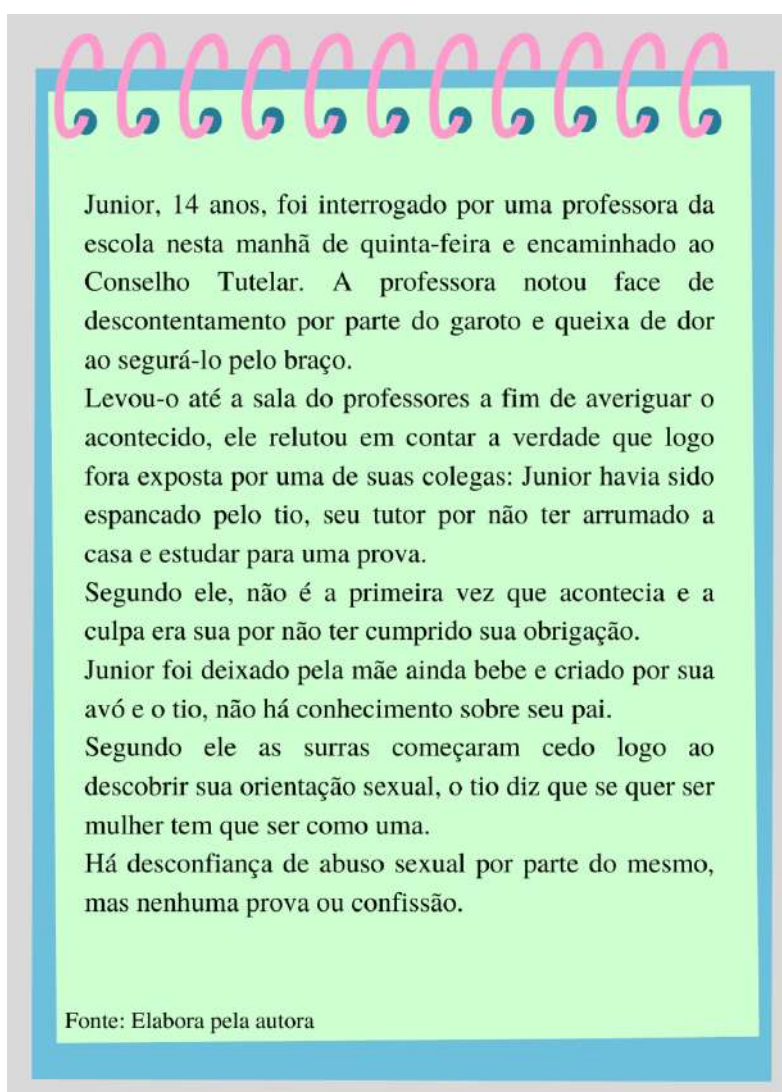 Junior, 14 anos, foi interrogado por uma professora da
escola nesta manhã de quinta-feira e encaminhado ao
Conselho Tutelar. A professora notou face de
descontentamento por parte do garoto e queixa de dor
ao segurá-lo pelo braço.
Levou-o até a sala do professores a fim de averiguar o
acontecido, ele relutou em contar a verdade que logo
fora exposta por uma de suas colegas: Junior havia sido
espancado pelo tio, seu tutor por não ter arrumado a
casa e estudar para uma prova.
Segundo ele, não é a primeira vez que acontecia e a
culpa era sua por não ter cumprido sua obrigação.
Junior foi deixado pela mãe ainda bebe e criado por sua
avó e o tio, não há conhecimento sobre seu pai.
Segundo ele as surras começaram cedo logo ao
descobrir sua orientação sexual, o tio diz que se quer ser
mulher tem que ser como uma.
Há desconfiança de abuso sexual por parte do mesmo,
mas nenhuma prova ou confissão.
Fonte: Elabora pela autora